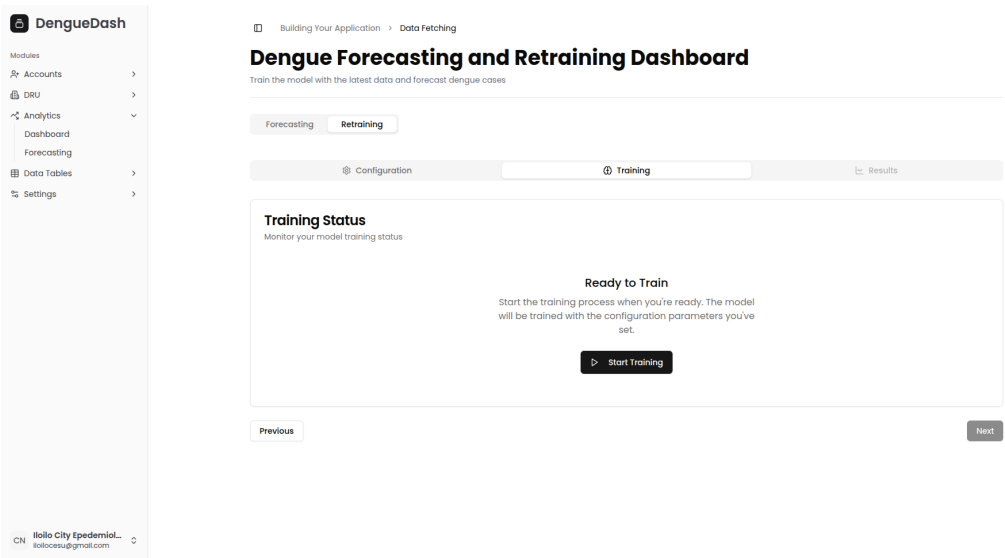 DengueDash
Modules
Accounts
DRU
Analytics
Dashboard
Forecasting
Data Tables
Settings
CN
Iloilo City Epedemiol...
iloilocesu@gmail.com
Building Your Application > Data Fetching
Dengue Forecasting and Retraining Dashboard
Train the model with the latest data and forecast dengue cases
Forecasting Retraining
Configuration Training Results
Training Status
Monitor your model training status
Ready to Train
Start the training process when you're ready. The model
will be trained with the configuration parameters you've
set.
Start Training
Previous Next